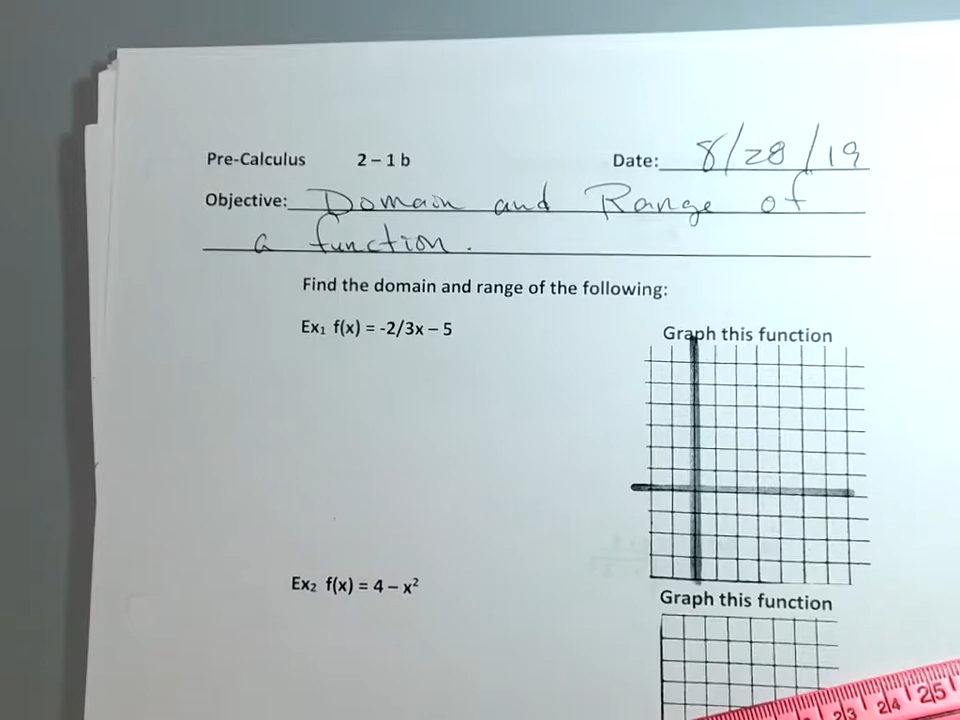 Pre-Calculus 2 – 1 b Date: 8/28/19
Objective: Domain and Range of
a function.
Find the domain and range of the following:
Ex₁ f(x) = -2/3x – 5
Graph this function
Ex₂ f(x) = 4 – x²
Graph this function
23 24 25